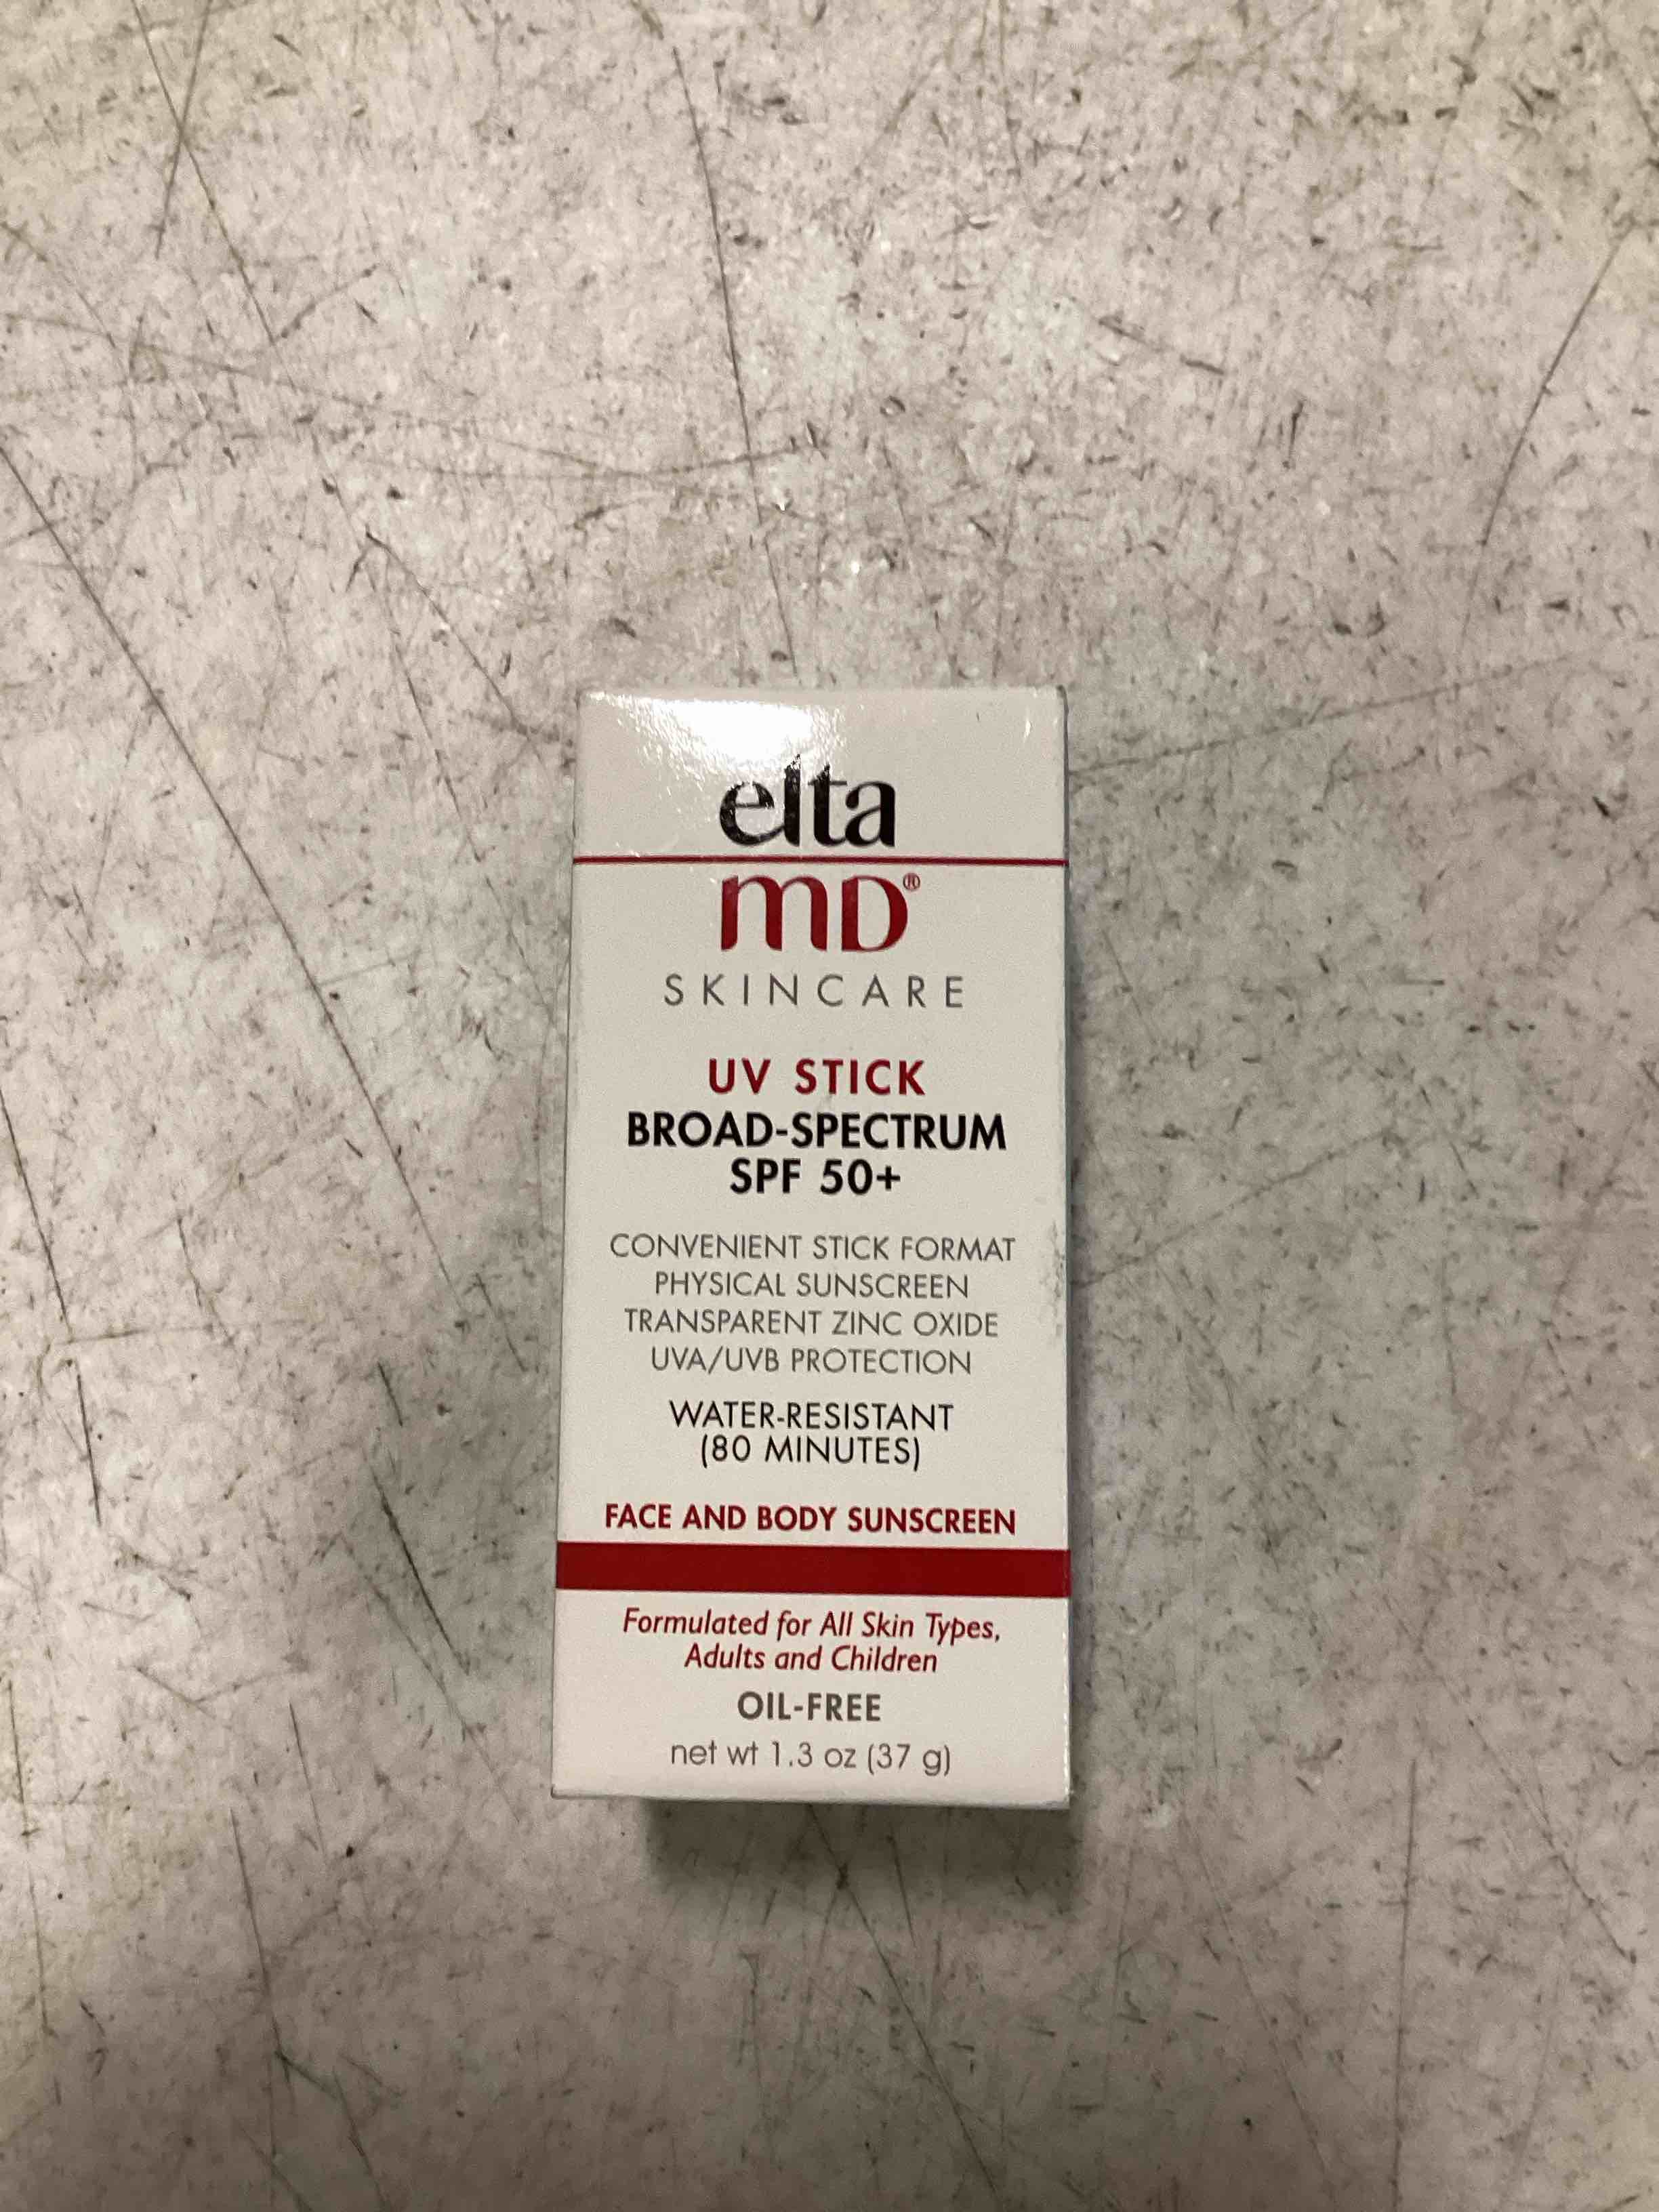 elta
MD®
SKINCARE
UV STICK
BROAD-SPECTRUM
SPF 50+
CONVENIENT STICK FORMAT
PHYSICAL SUNSCREEN
TRANSPARENT ZINC OXIDE
UVA/UVB PROTECTION
WATER-RESISTANT
(80 MINUTES)
FACE AND BODY SUNSCREEN
Formulated for All Skin Types,
Adults and Children
OIL-FREE
net wt 1.3 oz (37 g)